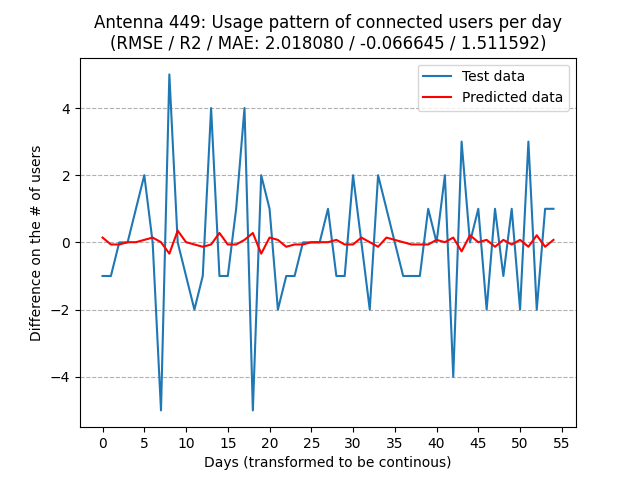 Antenna 449: Usage pattern of connected users per day
(RMSE / R2 / MAE: 2.018080 / -0.066645 / 1.511592)
Test data
Predicted data
Difference on the # of users
4
2
0
−2
−4
0 5 10 15 20 25 30 35 40 45 50 55
Days (transformed to be continous)